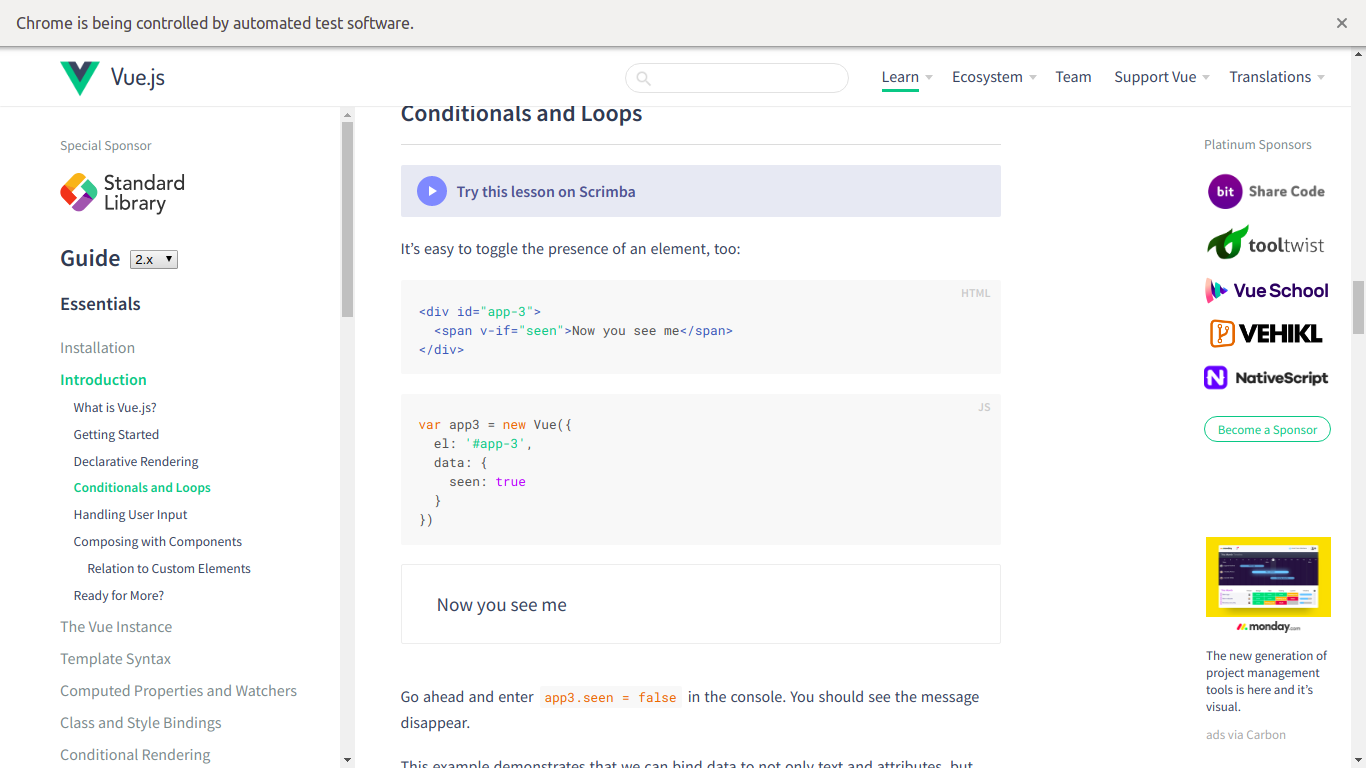 Chrome is being controlled by automated test software.
Vue.js
Learn
Ecosystem
Team
Support Vue
Translations
Special Sponsor
Standard
Library
Guide
2.x
Essentials
Installation
Introduction
What is Vue.js?
Getting Started
Declarative Rendering
Conditionals and Loops
Handling User Input
Composing with Components
Relation to Custom Elements
Ready for More?
The Vue Instance
Template Syntax
Computed Properties and Watchers
Class and Style Bindings
Conditional Rendering
Conditionals and Loops
Try this lesson on Scrimba
It’s easy to toggle the presence of an element, too:
HTML
<div id="app-3">
  <span v-if="seen">Now you see me</span>
</div>
JS
var app3 = new Vue({
  el: '#app-3',
  data: {
    seen: true
  }
})
Now you see me
Go ahead and enter app3.seen = false in the console. You should see the message
disappear.
This example demonstrates that we can bind data to not only text and attributes, but
Platinum Sponsors
bit Share Code
tooltwist
Vue School
VEHIKL
NativeScript
Become a Sponsor
monday.com
The new generation of
project management
tools is here and it’s
visual.
ads via Carbon